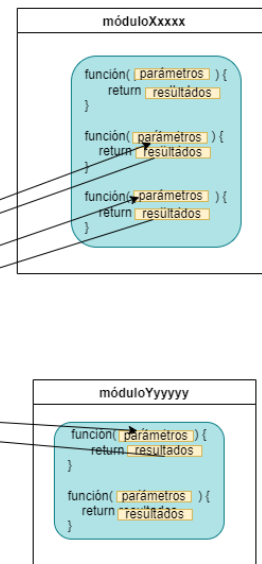 móduloXxxxx
función( parámetros ) {
return resultados
}
función( parámetros ) {
return resultados
}
función( parámetros ) {
return resultados
}
móduloYyyyyy
función( parámetros ) {
return resultados
}
función( parámetros ) {
return resultados
}